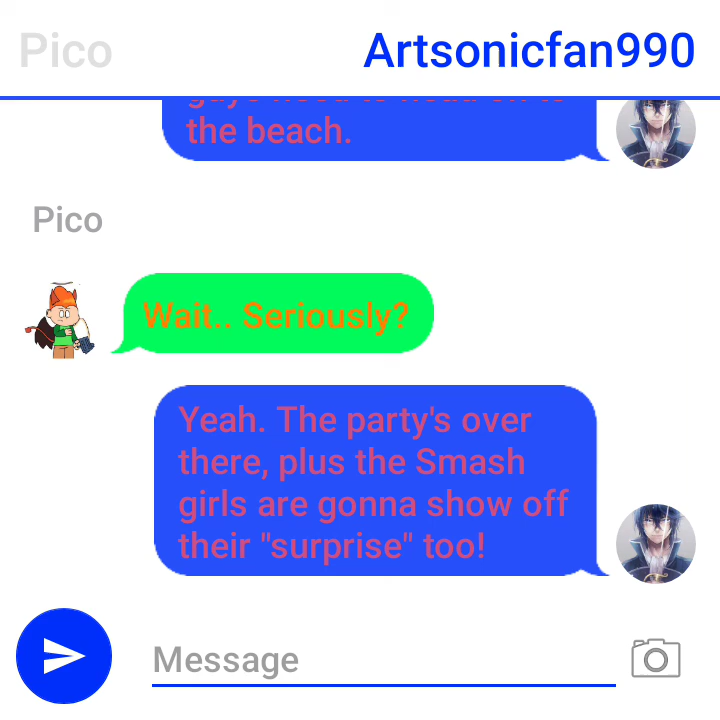 Pico
Artsonicfan990
the beach.
Pico
Wait.. Seriously?
Yeah. The party's over
there, plus the Smash
girls are gonna show off
their "surprise" too!
Message